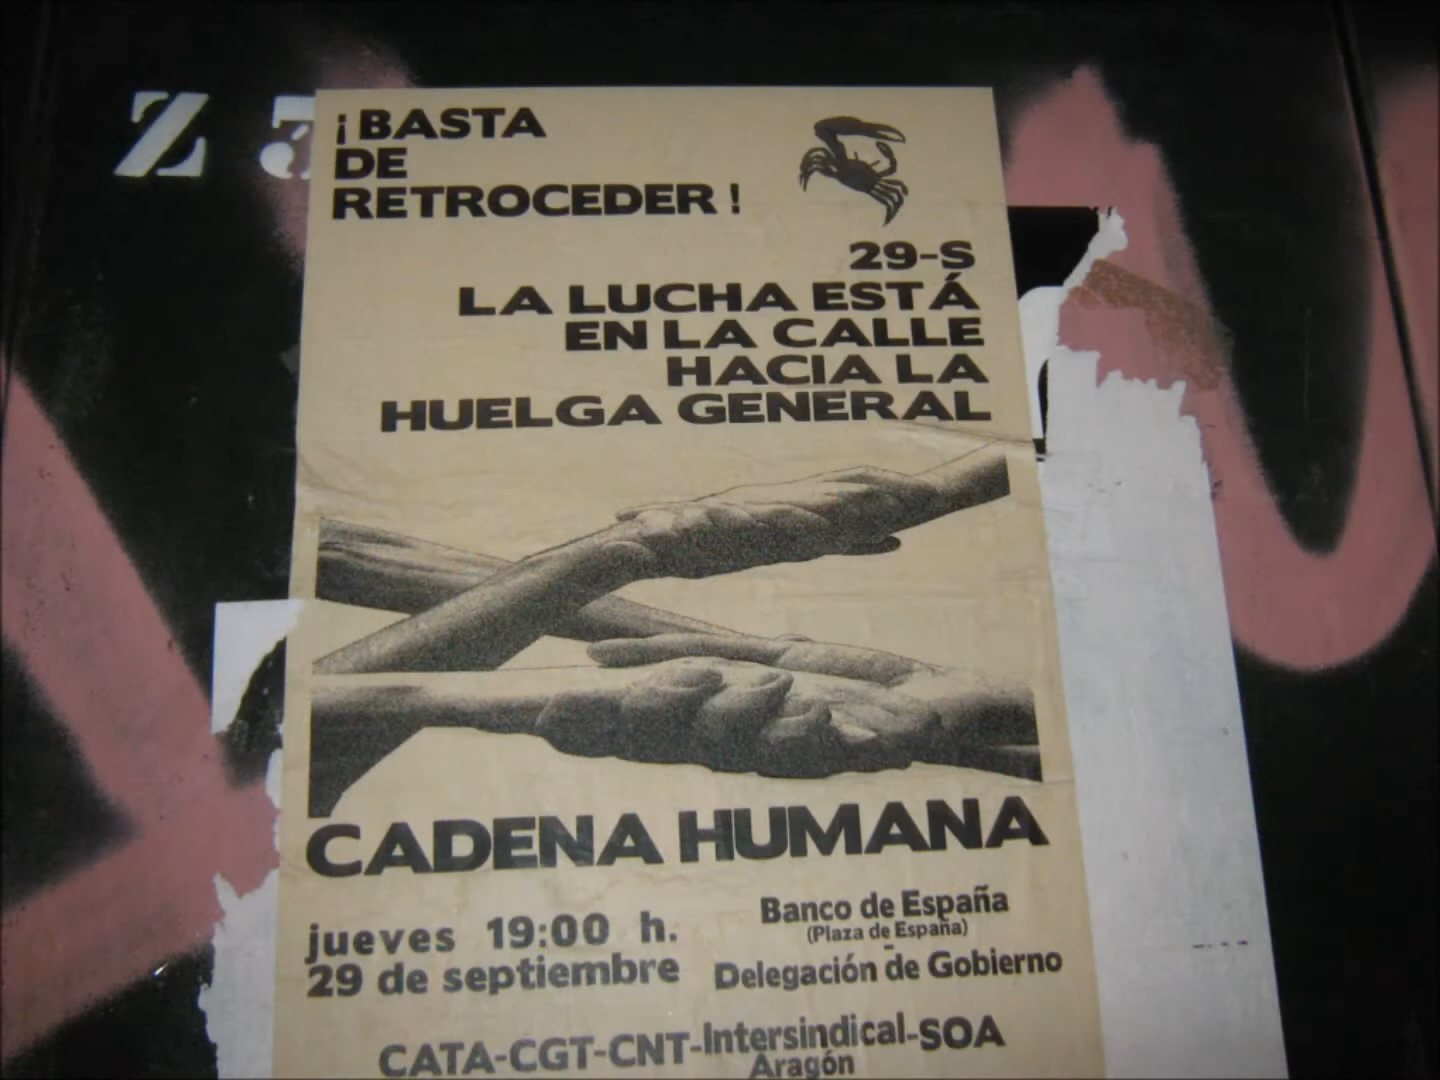 Za
¡BASTA
DE
RETROCEDER!
29-S
LA LUCHA ESTÁ
EN LA CALLE
HACIA LA
HUELGA GENERAL
CADENA HUMANA
jueves 19:00 h.
29 de septiembre
Banco de España
(Plaza de España)
-
Delegación de Gobierno
CATA-CGT-CNT-Intersindical-SOA
Aragón